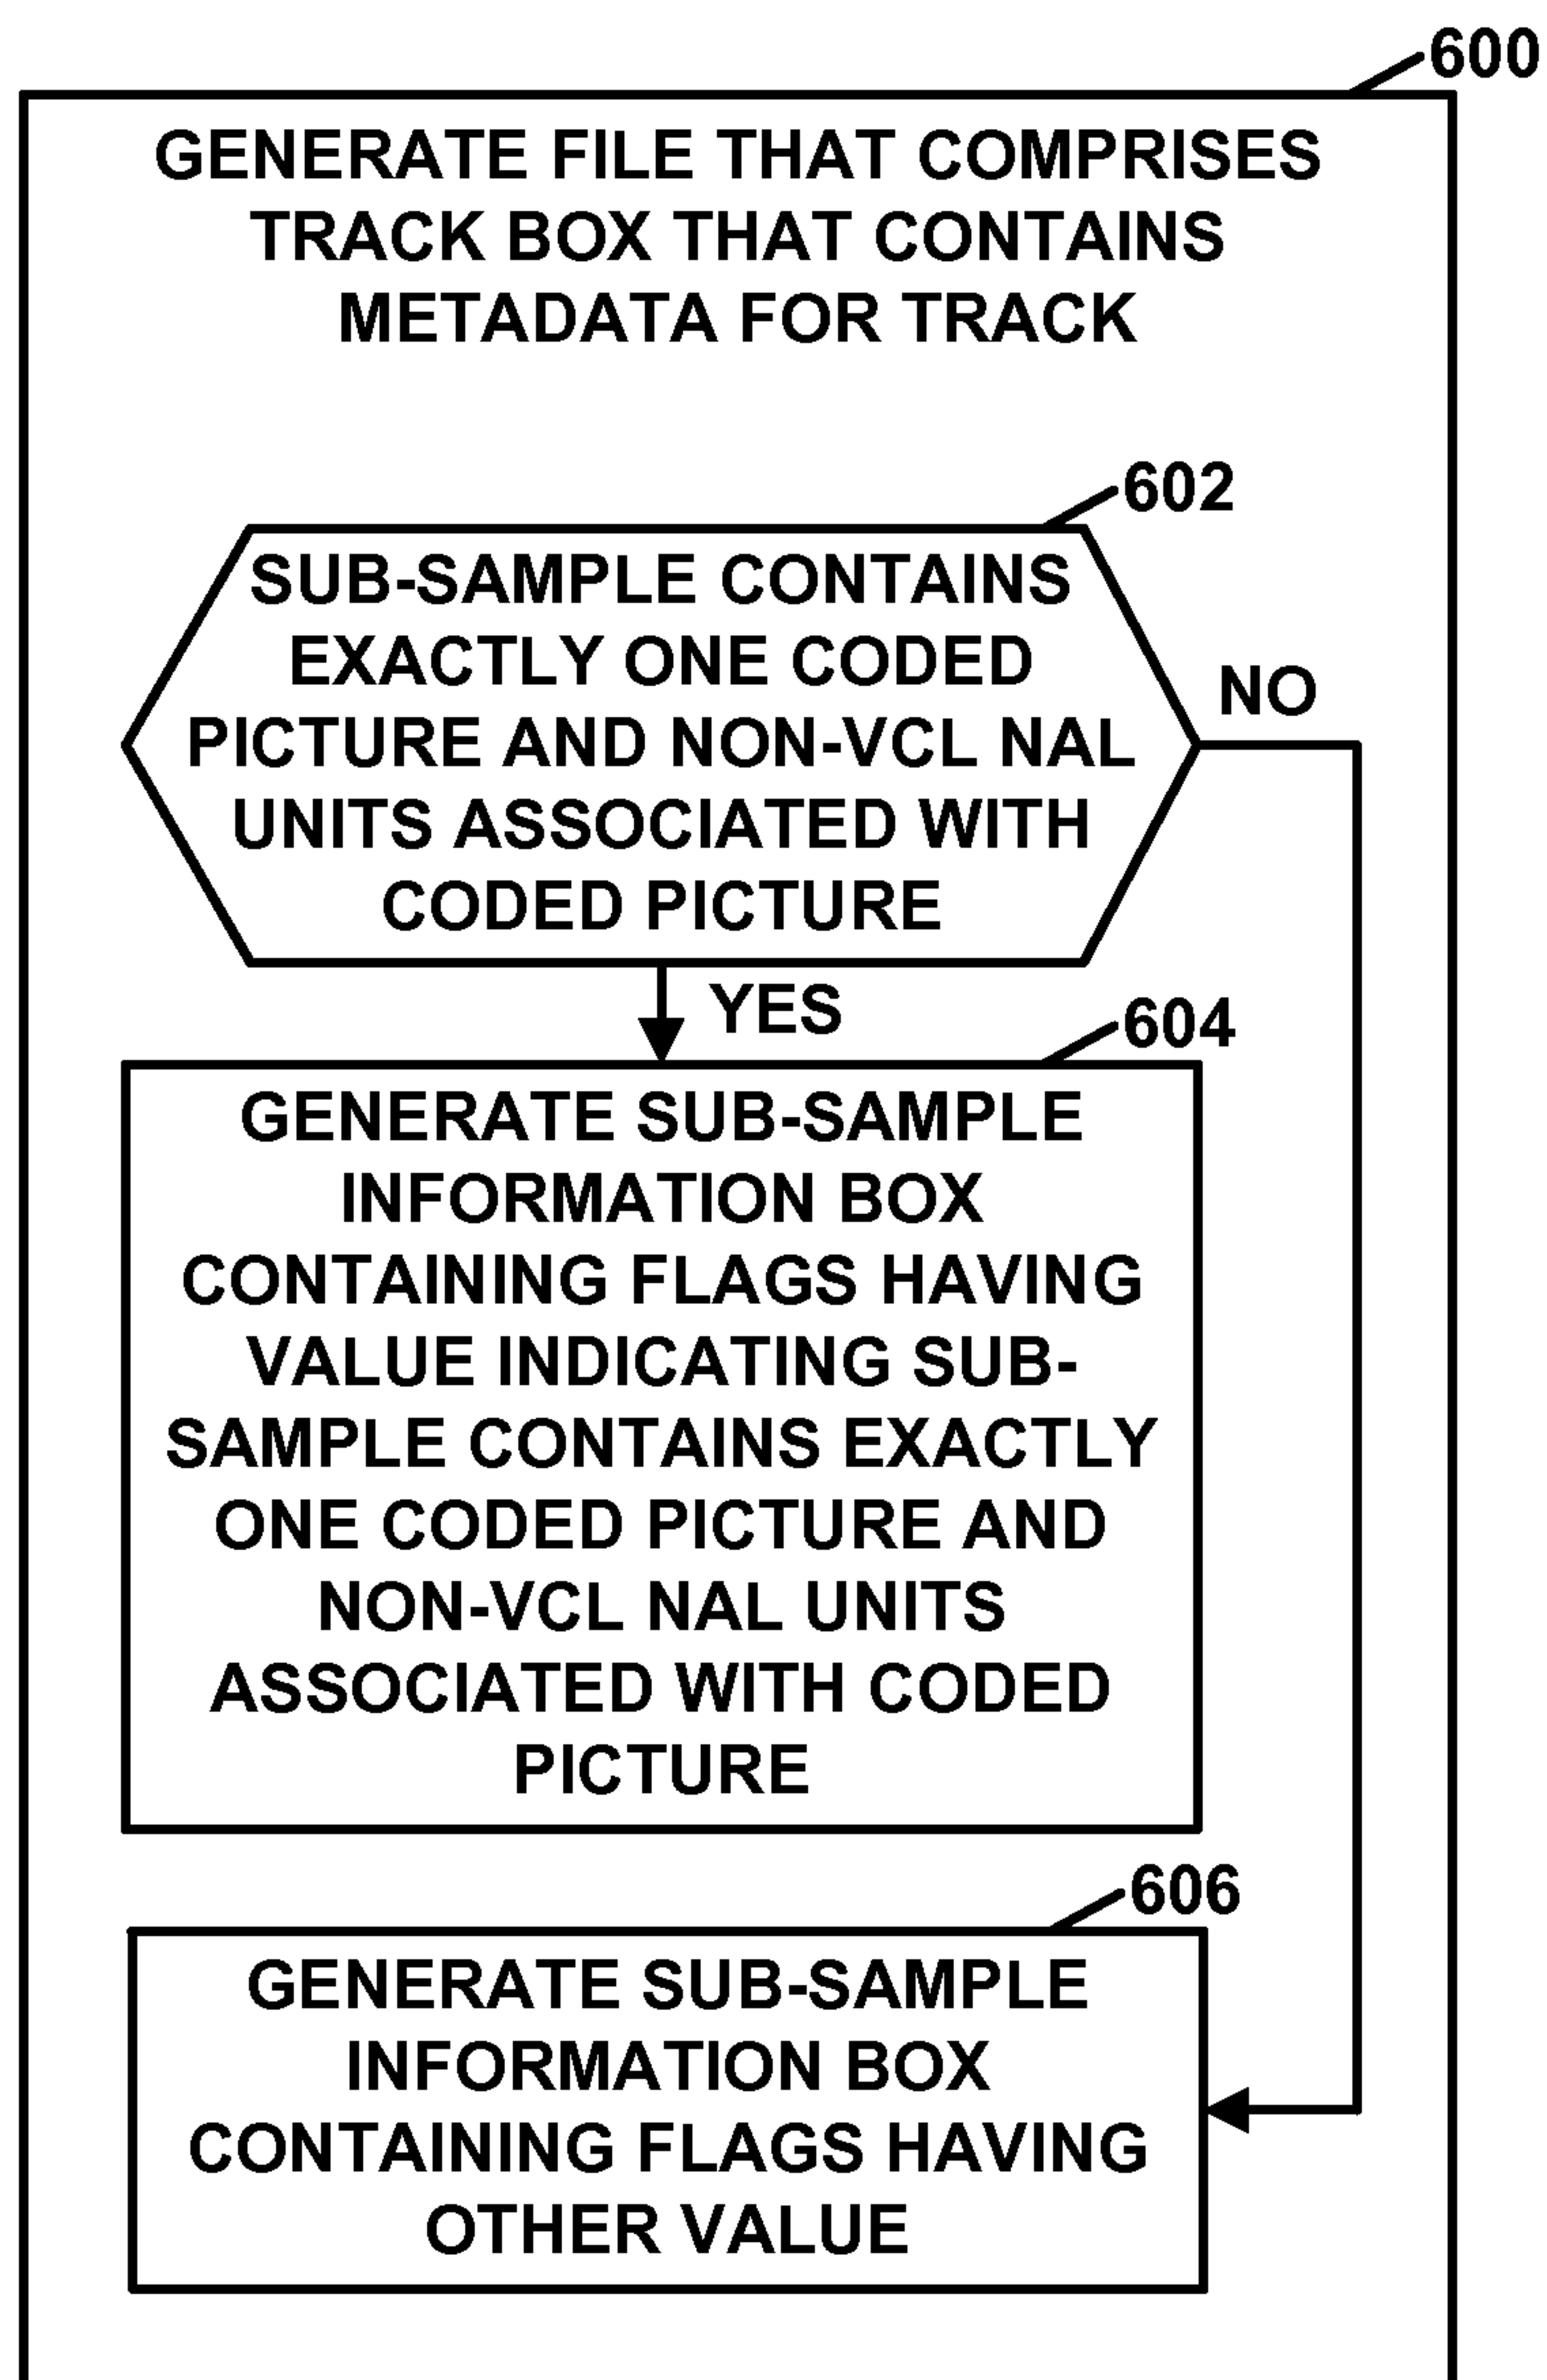 600
GENERATE FILE THAT COMPRISES
TRACK BOX THAT CONTAINS
METADATA FOR TRACK
602
SUB-SAMPLE CONTAINS
EXACTLY ONE CODED
PICTURE AND NON-VCL NAL
UNITS ASSOCIATED WITH
CODED PICTURE
NO
YES
604
GENERATE SUB-SAMPLE
INFORMATION BOX
CONTAINING FLAGS HAVING
VALUE INDICATING SUB-
SAMPLE CONTAINS EXACTLY
ONE CODED PICTURE AND
NON-VCL NAL UNITS
ASSOCIATED WITH CODED
PICTURE
606
GENERATE SUB-SAMPLE
INFORMATION BOX
CONTAINING FLAGS HAVING
OTHER VALUE